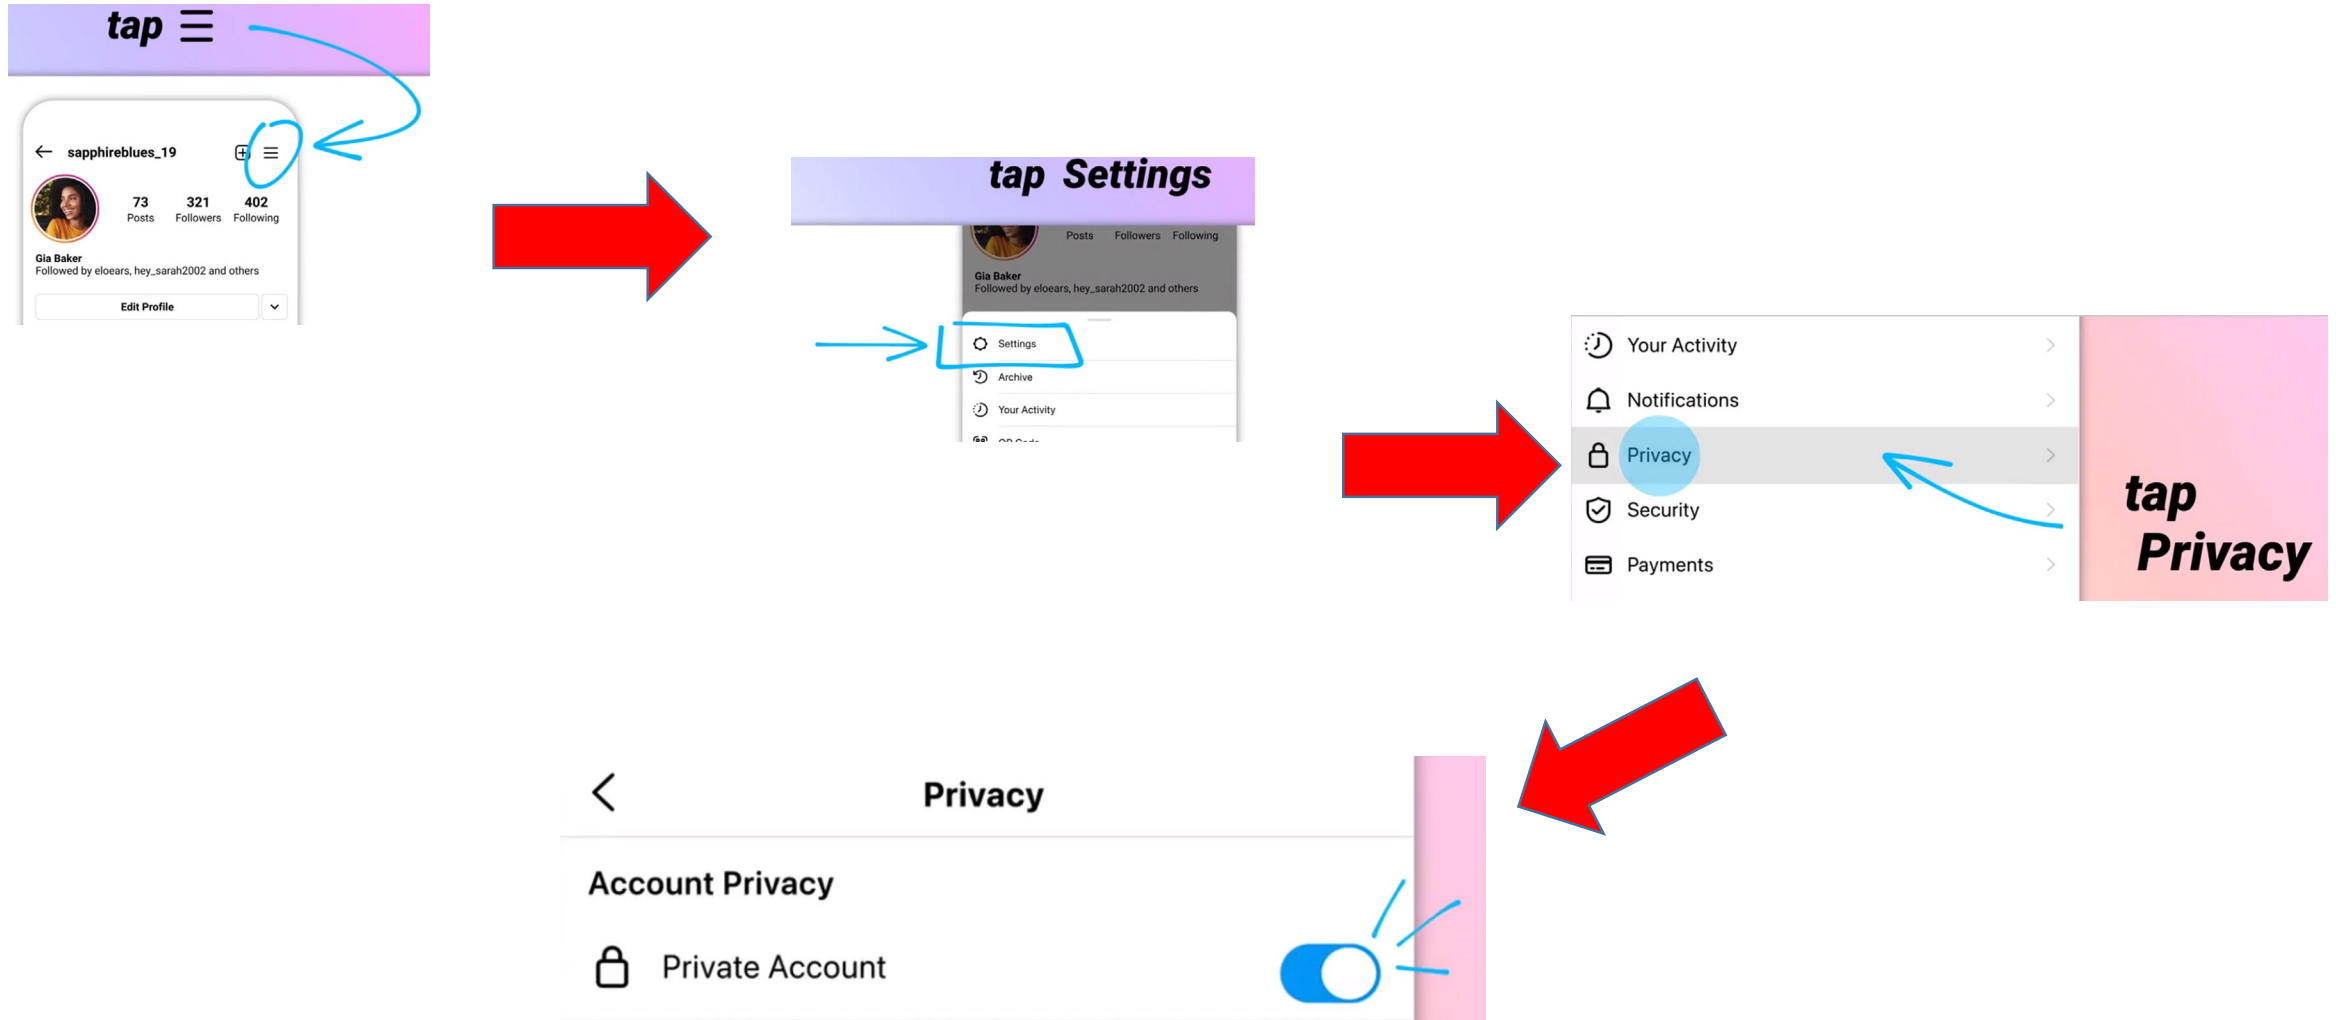 tap
sapphireblues_19
73 321 402
Posts Followers Following
Gia Baker
Followed by eloears, hey_sarah2002 and others
Edit Profile
tap Settings
Posts Followers Following
Gia Baker
Followed by eloears, hey_sarah2002 and others
Settings
Archive
Your Activity
QR Code
Your Activity
Notifications
Privacy
Security
Payments
tap
Privacy
Privacy
Account Privacy
Private Account